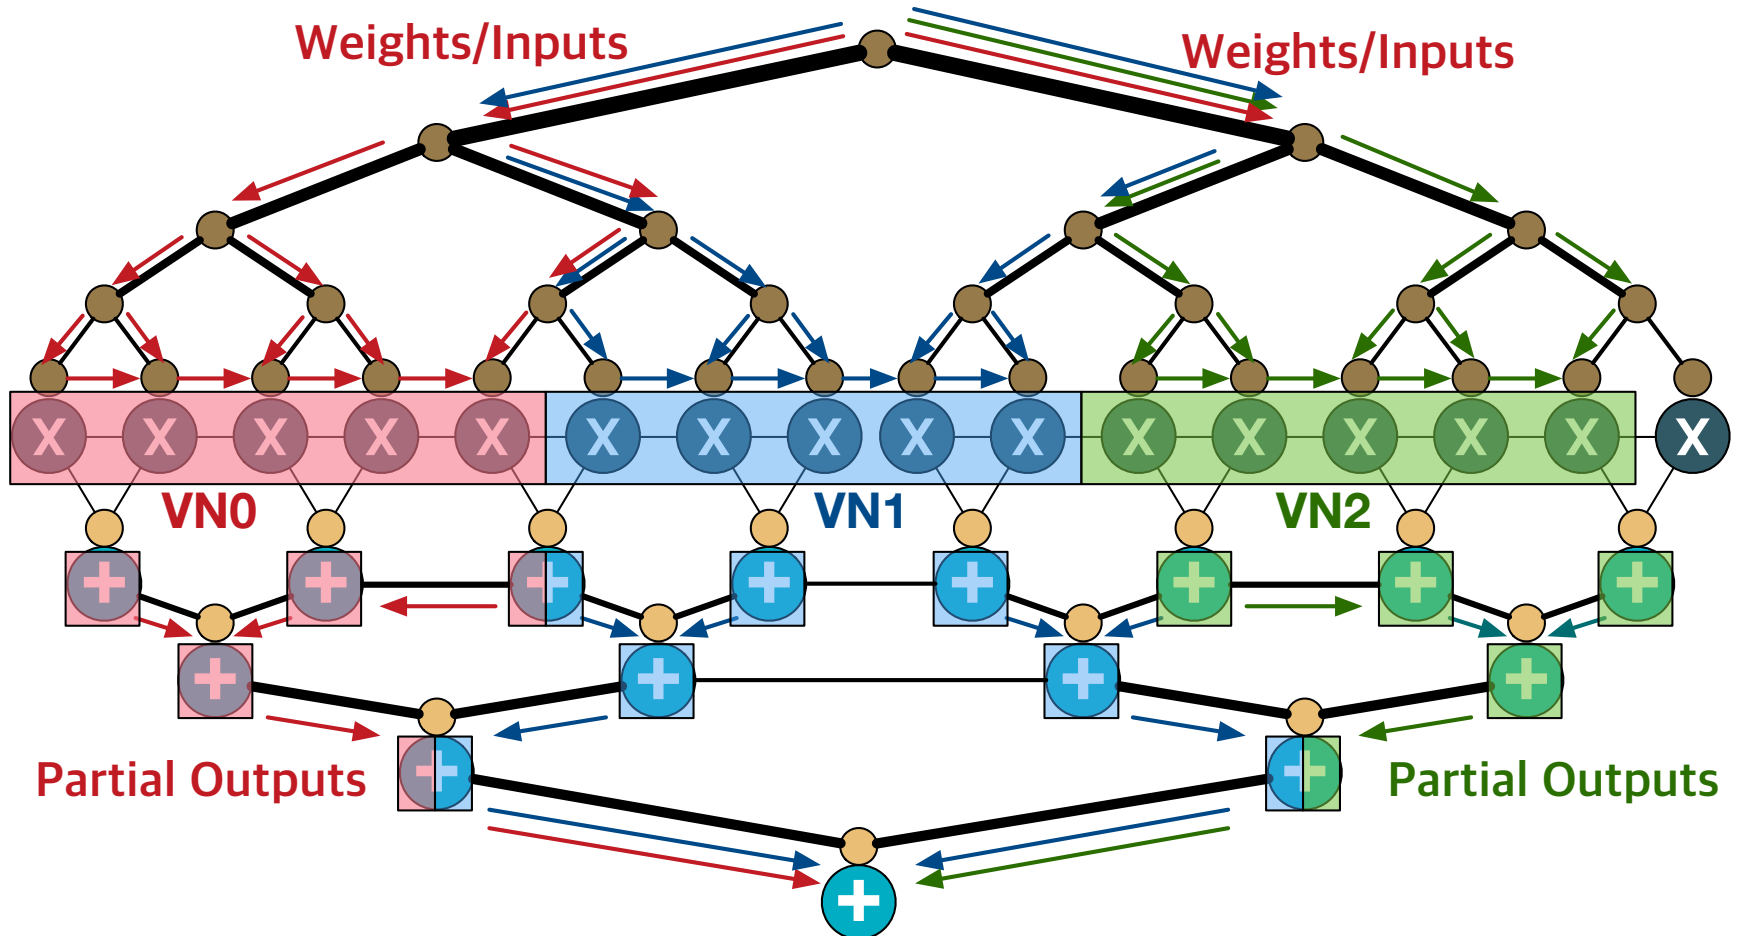 Weights/Inputs
Weights/Inputs
X X X X X X X X X X X X X X X X
VN0 VN1 VN2
+ + + + + + + +
+ + + +
+ +
Partial Outputs
Partial Outputs
+